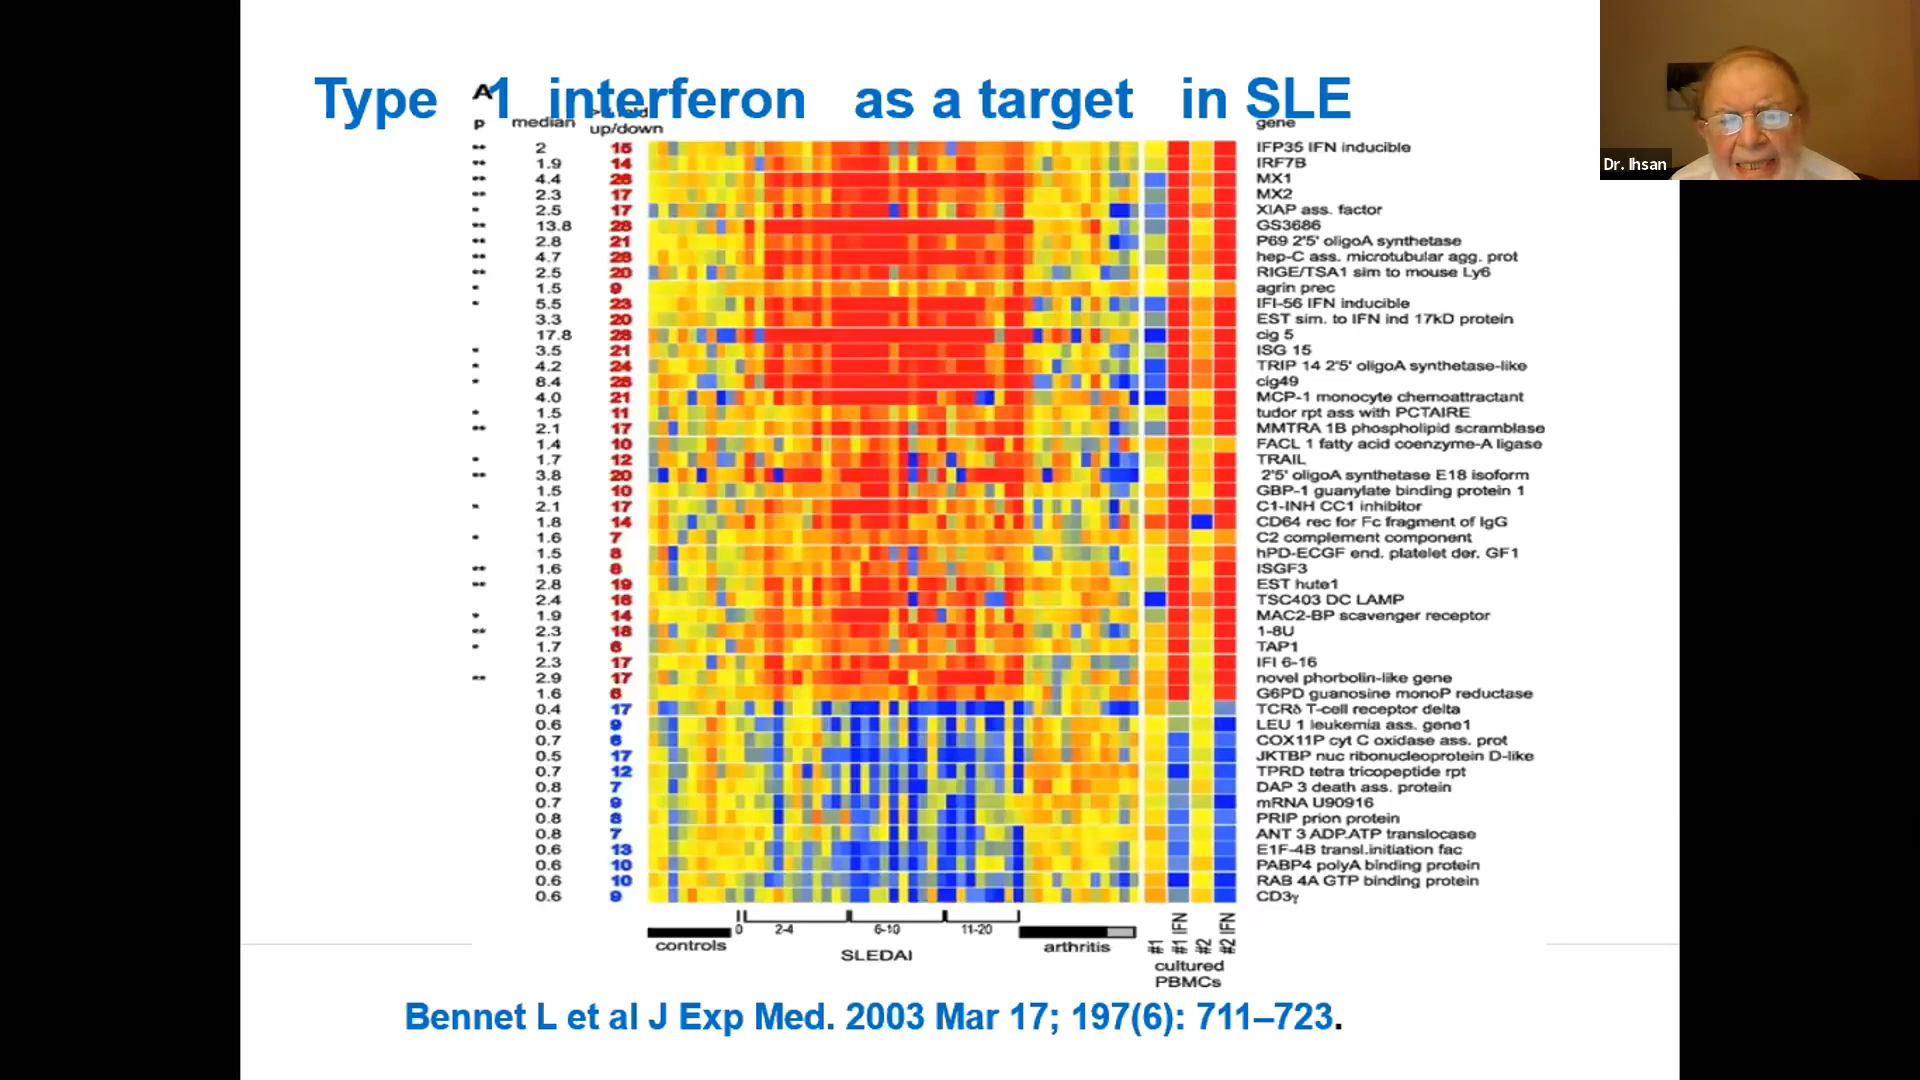 Type 1 interferon as a target in SLE
A
p median up/down gene
** 2 15 IFP35 IFN inducible
** 1.9 14 IRF7B
** 4.4 28 MX1
** 2.3 17 MX2
* 2.5 17 XIAP ass. factor
** 13.8 28 GS3686
** 2.8 21 P69 2'5' oligoA synthetase
** 4.7 28 hep-C ass. microtubular agg. prot
** 2.5 20 RIGE/TSA1 sim to mouse Ly6
* 1.5 9 agrin prec
* 5.5 23 IFI-56 IFN inducible
3.3 20 EST sim. to IFN ind 17kD protein
17.8 28 cig 5
* 3.5 21 ISG 15
* 4.2 24 TRIP 14 2'5' oligoA synthetase-like
* 8.4 28 cig49
4.0 21 MCP-1 monocyte chemoattractant
* 1.5 11 tudor rpt ass with PCTAIRE
** 2.1 17 MMTRA 1B phospholipid scramblase
1.4 10 FACL 1 fatty acid coenzyme-A ligase
* 1.7 12 TRAIL
** 3.8 20 2'5' oligoA synthetase E18 isoform
1.5 10 GBP-1 guanylate binding protein 1
* 2.1 17 C1-INH CC1 inhibitor
1.8 14 CD64 rec for Fc fragment of IgG
* 1.6 7 C2 complement component
1.5 8 hPD-ECGF end. platelet der. GF1
** 1.6 8 ISGF3
** 2.8 19 EST hute1
2.4 16 TSC403 DC LAMP
* 1.9 14 MAC2-BP scavenger receptor
** 2.3 18 1-8U
* 1.7 6 TAP1
2.3 17 IFI 6-16
** 2.9 17 novel phorbolin-like gene
1.6 6 G6PD guanosine monoP reductase
0.4 17 TCRδ T-cell receptor delta
0.6 9 LEU 1 leukemia ass. gene1
0.7 6 COX11P cyt C oxidase ass. prot
0.5 17 JKTBP nuc ribonucleoprotein D-like
0.7 12 TPRD tetra tricopeptide rpt
0.8 7 DAP 3 death ass. protein
0.7 9 mRNA U90916
0.8 8 PRIP prion protein
0.8 7 ANT 3 ADP.ATP translocase
0.6 13 E1F-4B transl.initiation fac
0.6 10 PABP4 polyA binding protein
0.6 10 RAB 4A GTP binding protein
0.6 9 CD3γ
controls 0 2-4 6-10 11-20 arthritis #1 #1 IFN #2 #2 IFN
SLEDAI
cultured
PBMCs
Bennet L et al J Exp Med. 2003 Mar 17; 197(6): 711–723.
Dr. Ihsan